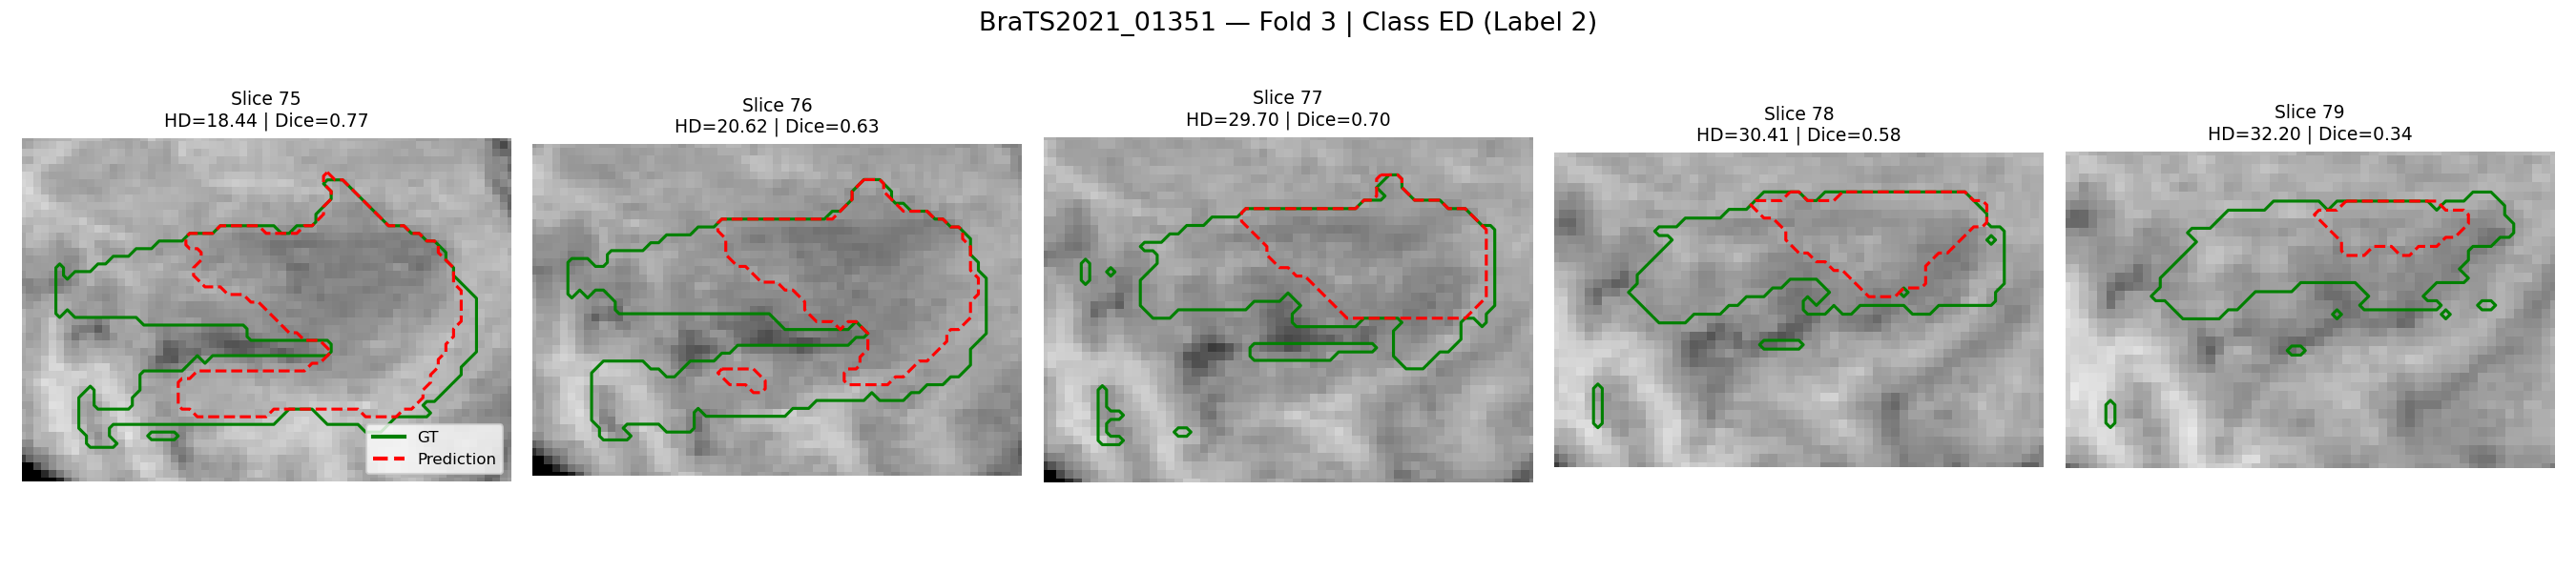 BraTS2021_01351 — Fold 3 | Class ED (Label 2)
Slice 75
HD=18.44 | Dice=0.77
Slice 76
HD=20.62 | Dice=0.63
Slice 77
HD=29.70 | Dice=0.70
Slice 78
HD=30.41 | Dice=0.58
Slice 79
HD=32.20 | Dice=0.34
GT
Prediction